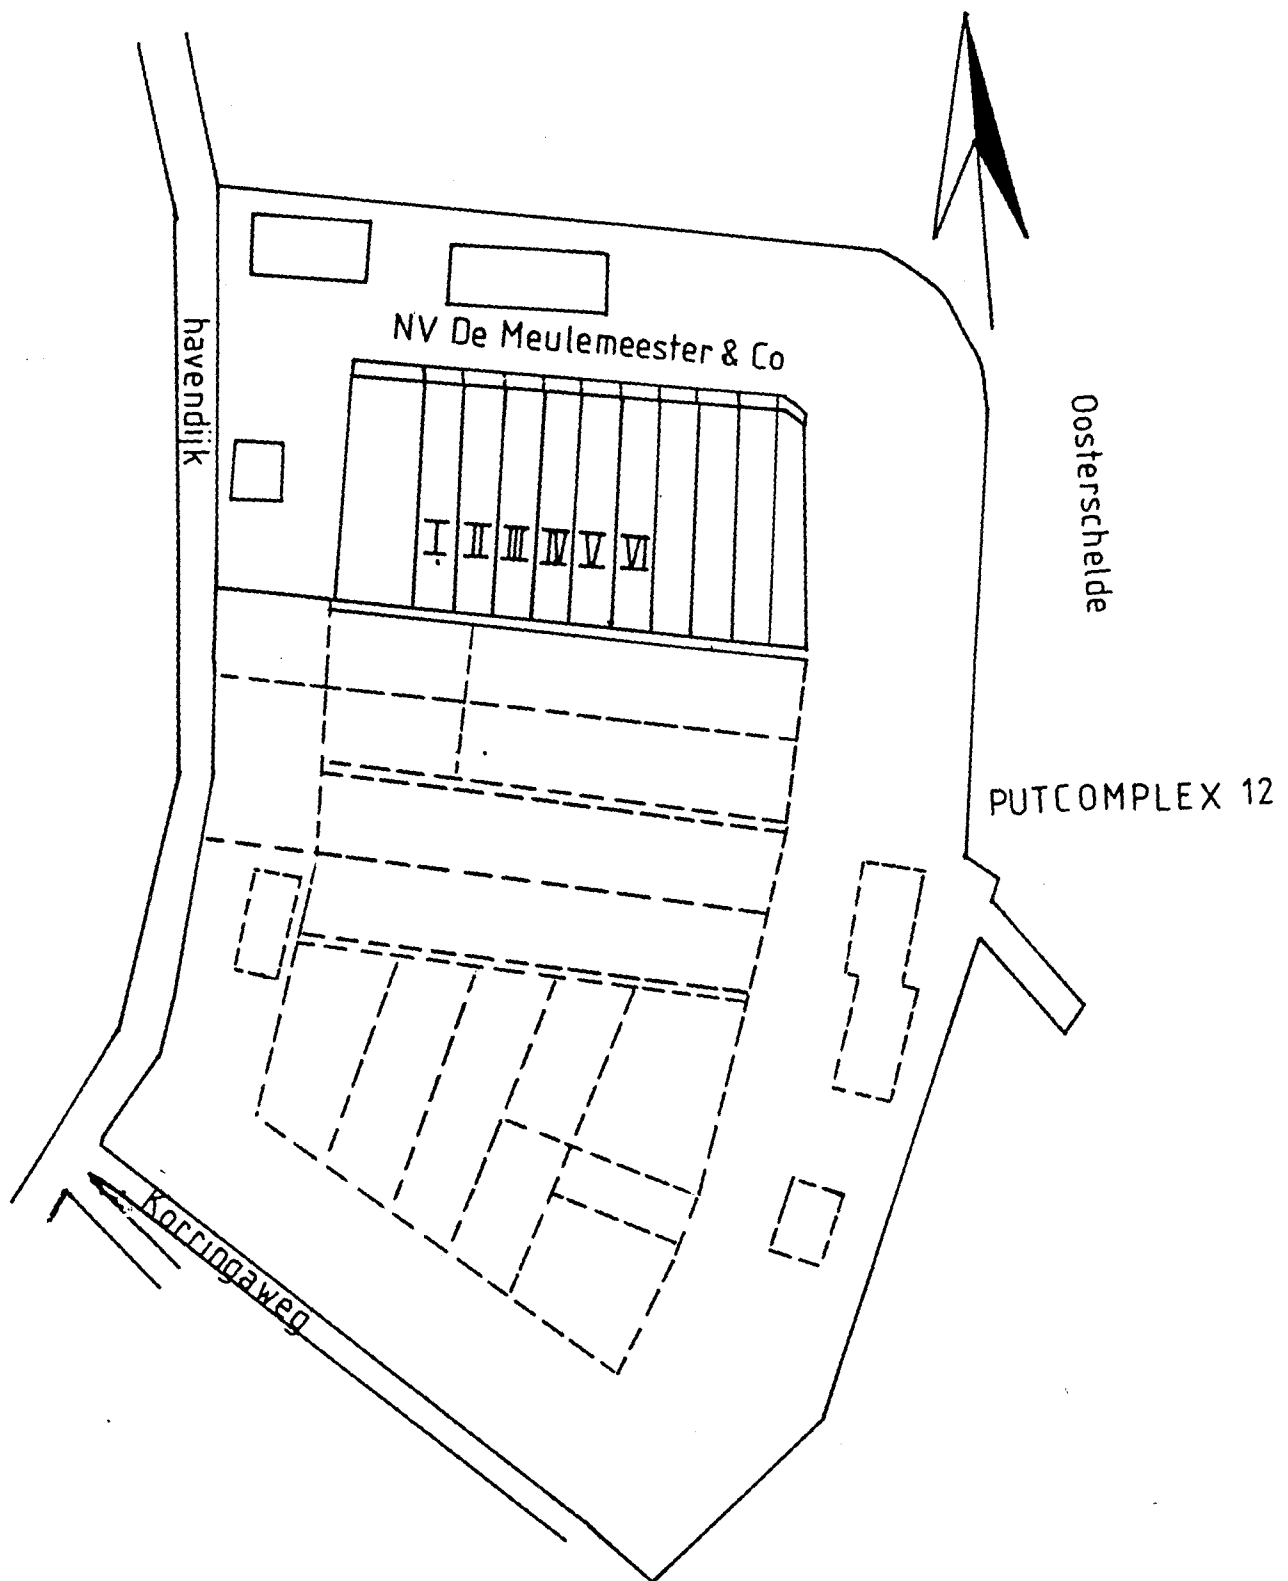 NV De Meulemeester & Co
havendijk
Oosterschelde
I II III IV V VI
PUTCOMPLEX 12
Korringaweg